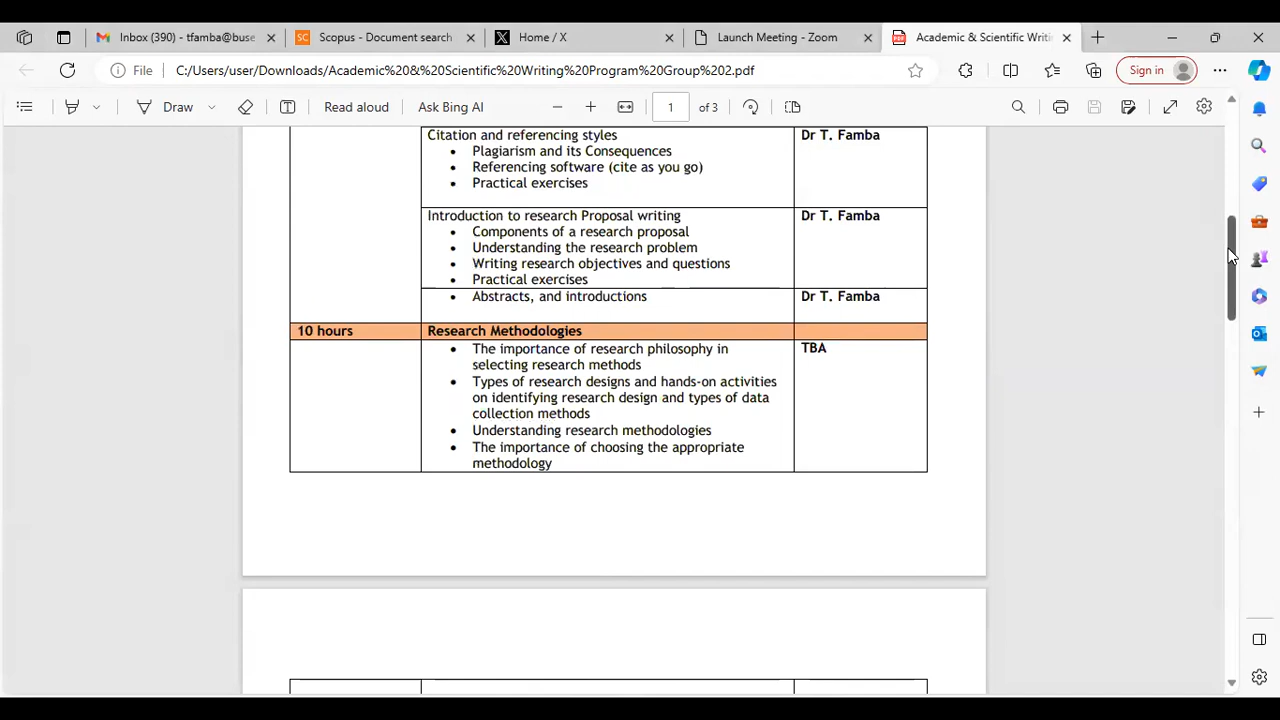 Inbox (390) - tfamba@buse
Scopus - Document search
Home / X
Launch Meeting - Zoom
Academic & Scientific Writi
File
C:/Users/user/Downloads/Academic%20&%20Scientific%20Writing%20Program%20Group%202.pdf
Sign in
Draw
Read aloud
Ask Bing AI
1
of 3
Citation and referencing styles
Dr T. Famba
• Plagiarism and its Consequences
• Referencing software (cite as you go)
• Practical exercises
Introduction to research Proposal writing
Dr T. Famba
• Components of a research proposal
• Understanding the research problem
• Writing research objectives and questions
• Practical exercises
• Abstracts, and introductions
Dr T. Famba
10 hours
Research Methodologies
• The importance of research philosophy in
selecting research methods
TBA
• Types of research designs and hands-on activities
on identifying research design and types of data
collection methods
• Understanding research methodologies
• The importance of choosing the appropriate
methodology